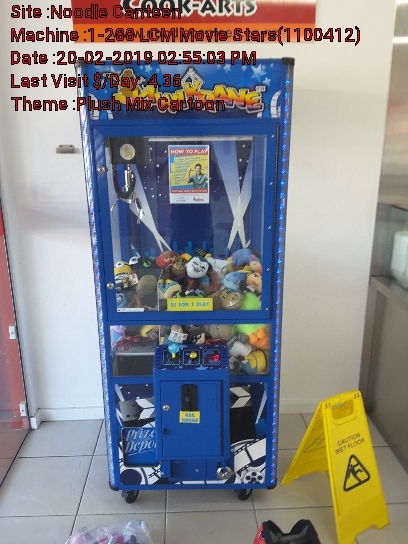 COOK-ARTS
Site :Noodle Canteen
Machine :1-288 LCM Movie Stars(1100412)
Date :20-02-2019 02:55:03 PM
Last Visit $/Day :4.36
Theme :Plush Mix Cartoon
HOW TO PLAY
$1 FOR 1 PLAY
Prize
Depot
CAUTION
WET FLOOR